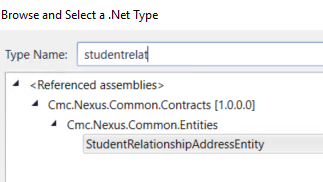 Browse and Select a .Net Type
Type Name: studentrelat
<Referenced assemblies>
Cmc.Nexus.Common.Contracts [1.0.0.0]
Cmc.Nexus.Common.Entities
StudentRelationshipAddressEntity